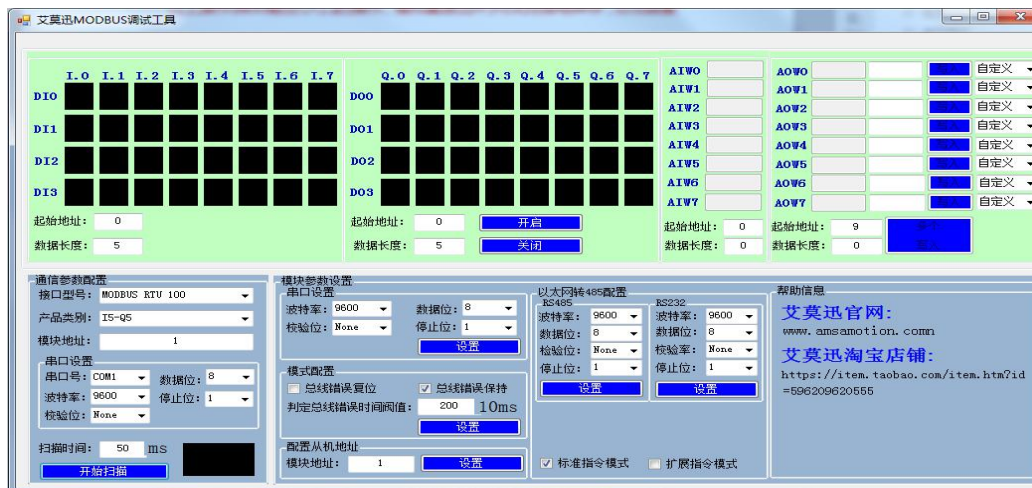 艾莫迅MODBUS调试工具
I.0 I.1 I.2 I.3 I.4 I.5 I.6 I.7
DI0
DI1
DI2
DI3
起始地址: 0
数据长度: 5
Q.0 Q.1 Q.2 Q.3 Q.4 Q.5 Q.6 Q.7
DO0
DO1
DO2
DO3
起始地址: 0 开启
数据长度: 5 关闭
AIW0
AIW1
AIW2
AIW3
AIW4
AIW5
AIW6
AIW7
起始地址: 0
数据长度: 0
AOW0 自定义
AOW1 自定义
AOW2 自定义
AOW3 自定义
AOW4 自定义
AOW5 自定义
AOW6 自定义
AOW7 自定义
起始地址: 9
数据长度: 0
通信参数配置
接口型号: MODBUS RTU 100
产品类别: I5-Q5
模块地址: 1
串口设置
串口号: COM1 数据位: 8
波特率: 9600 停止位: 1
校验位: None
扫描时间: 50 ms
开始扫描
模块参数设置
串口设置
波特率: 9600 数据位: 8
校验位: None 停止位: 1
设置
模式配置
总线错误复位 总线错误保持
判定总线错误时间阀值: 200 10ms
设置
配置从机地址
模块地址: 1 设置
以太网转485配置
RS485
波特率: 9600
数据位: 8
检验位: None
停止位: 1
设置
RS232
波特率: 9600
数据位: 8
校验率: None
停止位: 1
设置
标准指令模式 扩展指令模式
帮助信息
艾莫迅官网:
www. amsamotion. comn
艾莫迅淘宝店铺:
https://item.taobao.com/item.htm?id
=596209620555